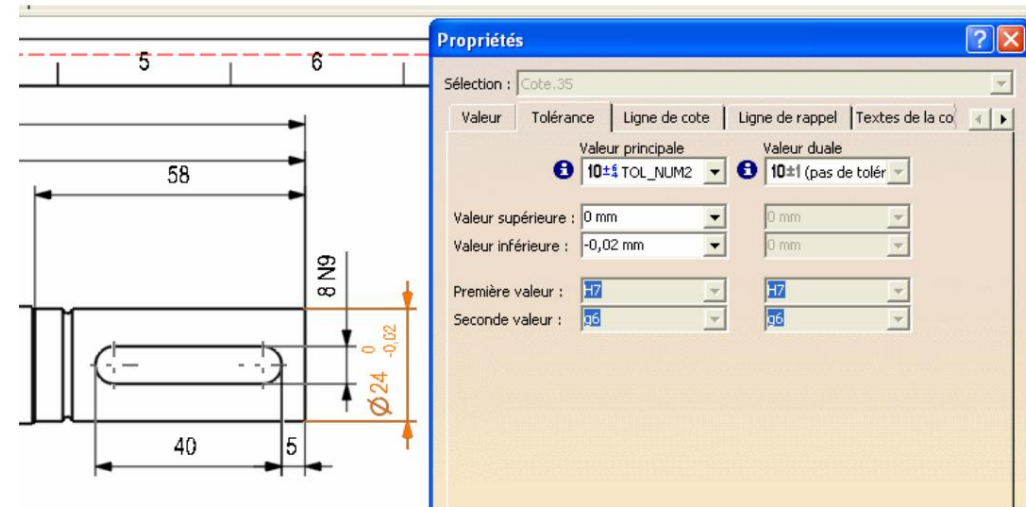 5 6
58
8 N9
Ø24 0 -0,02
40 5
Propriétés
Sélection : Cote.35
Valeur Tolérance Ligne de cote Ligne de rappel Textes de la co
Valeur principale Valeur duale
10±ς TOL_NUM2 10±1 (pas de tolér
Valeur supérieure : 0 mm 0 mm
Valeur inférieure : -0,02 mm 0 mm
Première valeur : H7 H7
Seconde valeur : g6 g6